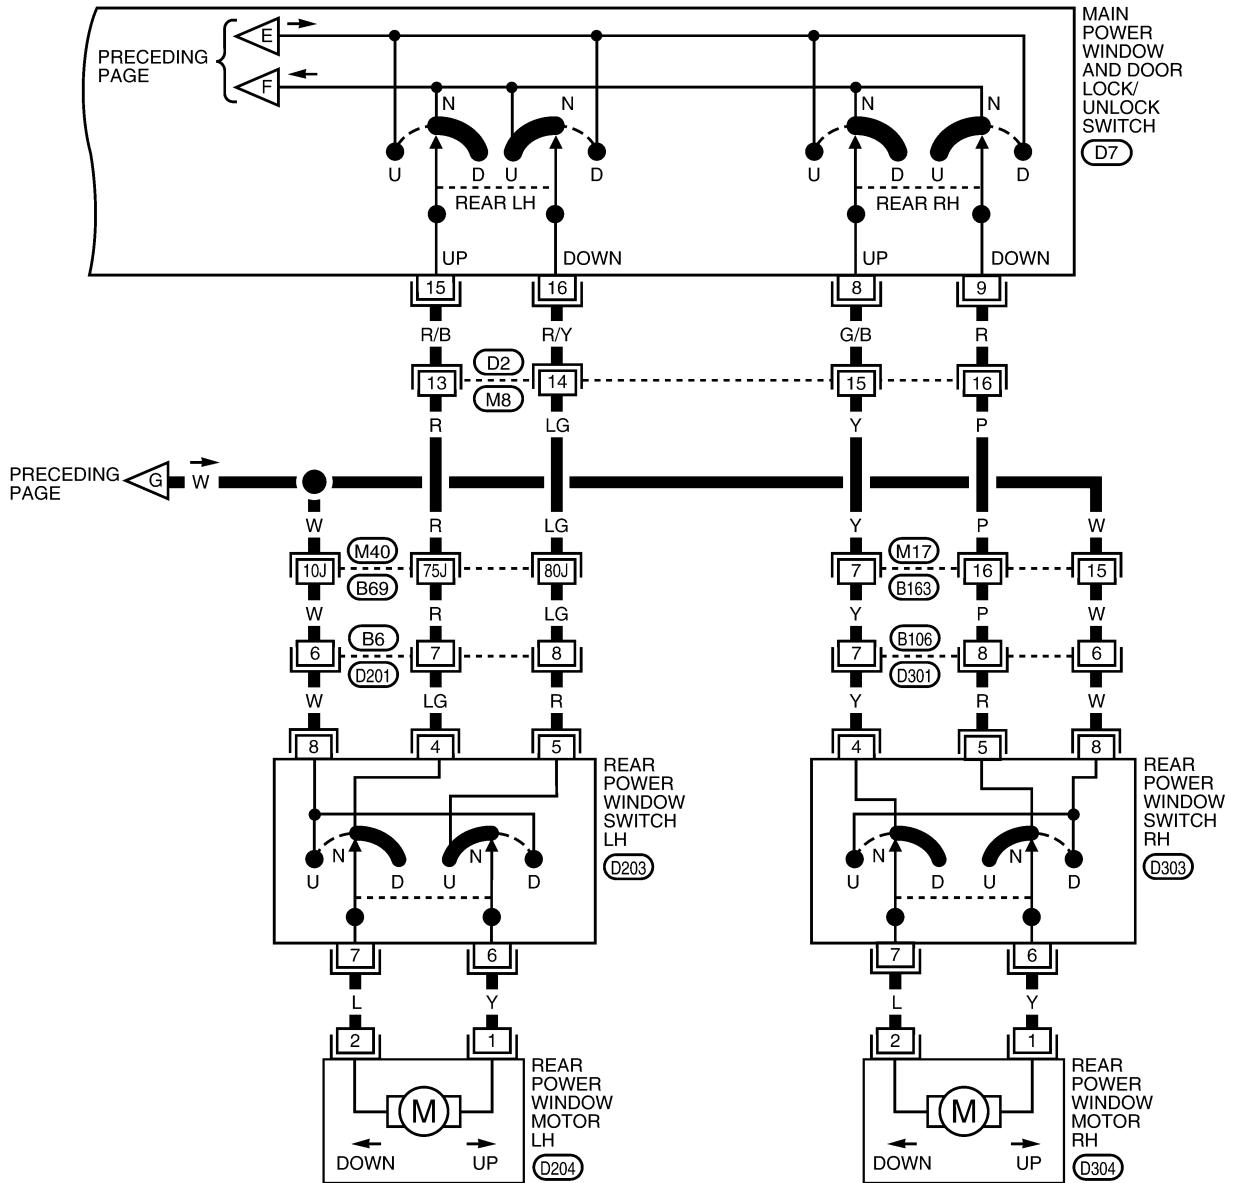 PRECEDING
PAGE
E
F
MAIN
POWER
WINDOW
AND DOOR
LOCK/
UNLOCK
SWITCH
D7
N N N N
U D U D U D U D
REAR LH REAR RH
UP DOWN UP DOWN
15 16 8 9
R/B R/Y G/B R
D2
13 14 15 16
M8
R LG Y P
PRECEDING
PAGE
G W
W R LG Y P W
M40 M17
10J 75J 80J 7 16 15
B69 B163
W R LG Y P W
B6 B106
6 7 8 7 8 6
D201 D301
W LG R Y R W
8 4 5 4 5 8
REAR
POWER
WINDOW
SWITCH
LH
D203
REAR
POWER
WINDOW
SWITCH
RH
D303
N N N N
U D U D U D U D
7 6 7 6
L Y L Y
2 1 2 1
REAR
POWER
WINDOW
MOTOR
LH
D204
REAR
POWER
WINDOW
MOTOR
RH
D304
M M
DOWN UP DOWN UP